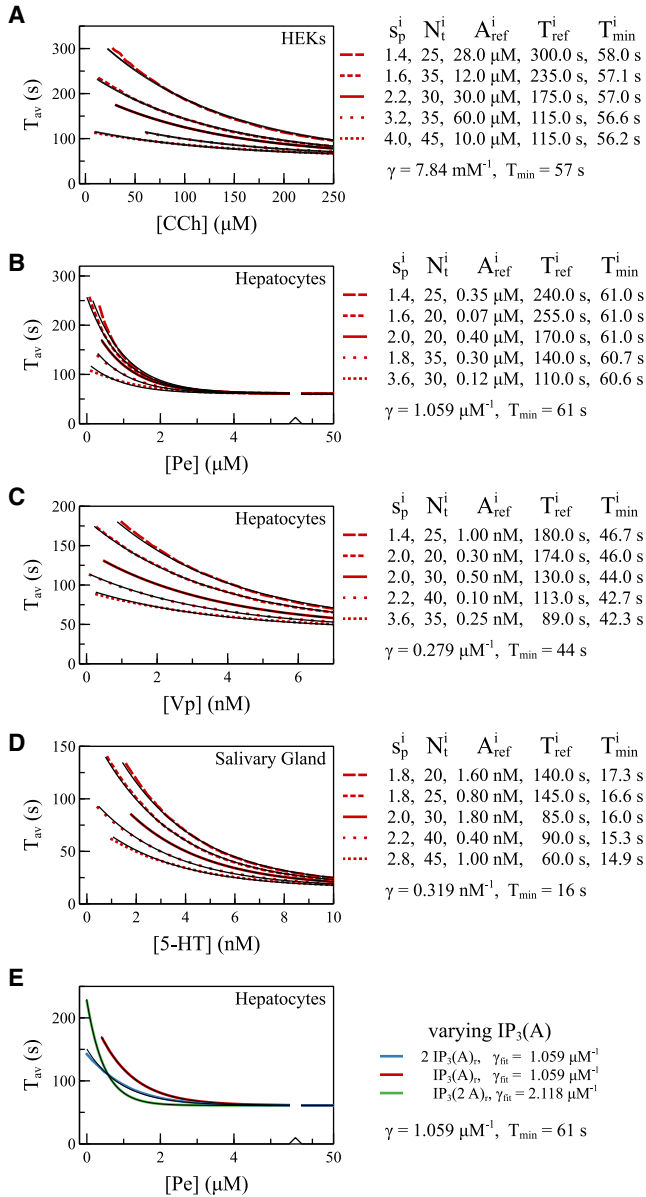 A
HEKs
T_av (s)
300
200
100
0
0 50 100 150 200 250
[CCh] (μM)
s_p^i N_t^i A_ref^i T_ref^i T_min^i
1.4, 25, 28.0 μM, 300.0 s, 58.0 s
1.6, 35, 12.0 μM, 235.0 s, 57.1 s
2.2, 30, 30.0 μM, 175.0 s, 57.0 s
3.2, 35, 60.0 μM, 115.0 s, 56.6 s
4.0, 45, 10.0 μM, 115.0 s, 56.2 s
γ = 7.84 mM⁻¹, T_min = 57 s
B
Hepatocytes
T_av (s)
300
200
100
0
0 2 4 50
[Pe] (μM)
s_p^i N_t^i A_ref^i T_ref^i T_min^i
1.4, 25, 0.35 μM, 240.0 s, 61.0 s
1.6, 20, 0.07 μM, 255.0 s, 61.0 s
2.0, 20, 0.40 μM, 170.0 s, 61.0 s
1.8, 35, 0.30 μM, 140.0 s, 60.7 s
3.6, 30, 0.12 μM, 110.0 s, 60.6 s
γ = 1.059 μM⁻¹, T_min = 61 s
C
Hepatocytes
T_av (s)
200
150
100
50
0
0 2 4 6
[Vp] (nM)
s_p^i N_t^i A_ref^i T_ref^i T_min^i
1.4, 25, 1.00 nM, 180.0 s, 46.7 s
2.0, 20, 0.30 nM, 174.0 s, 46.0 s
2.0, 30, 0.50 nM, 130.0 s, 44.0 s
2.2, 40, 0.10 nM, 113.0 s, 42.7 s
3.6, 35, 0.25 nM, 89.0 s, 42.3 s
γ = 0.279 μM⁻¹, T_min = 44 s
D
Salivary Gland
T_av (s)
150
100
50
0
0 2 4 6 8 10
[5-HT] (nM)
s_p^i N_t^i A_ref^i T_ref^i T_min^i
1.8, 20, 1.60 nM, 140.0 s, 17.3 s
1.8, 25, 0.80 nM, 145.0 s, 16.6 s
2.0, 30, 1.80 nM, 85.0 s, 16.0 s
2.2, 40, 0.40 nM, 90.0 s, 15.3 s
2.8, 45, 1.00 nM, 60.0 s, 14.9 s
γ = 0.319 nM⁻¹, T_min = 16 s
E
Hepatocytes
T_av (s)
200
100
0
0 2 4 50
[Pe] (μM)
varying IP₃(A)
2 IP₃(A)_r, γ_fit = 1.059 μM⁻¹
IP₃(A)_r, γ_fit = 1.059 μM⁻¹
IP₃(2 A)_r, γ_fit = 2.118 μM⁻¹
γ = 1.059 μM⁻¹, T_min = 61 s